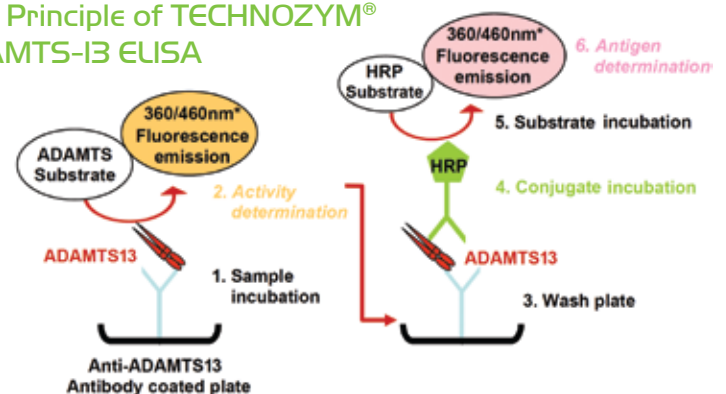 Principle of TECHNOZYM®
AMTS-13 ELISA
360/460nm*
Fluorescence
emission
ADAMTS
Substrate
2. Activity
determination
ADAMTS13
1. Sample
incubation
Anti-ADAMTS13
Antibody coated plate
360/460nm*
Fluorescence
emission
HRP
Substrate
6. Antigen
determination
5. Substrate incubation
HRP
4. Conjugate incubation
ADAMTS13
3. Wash plate